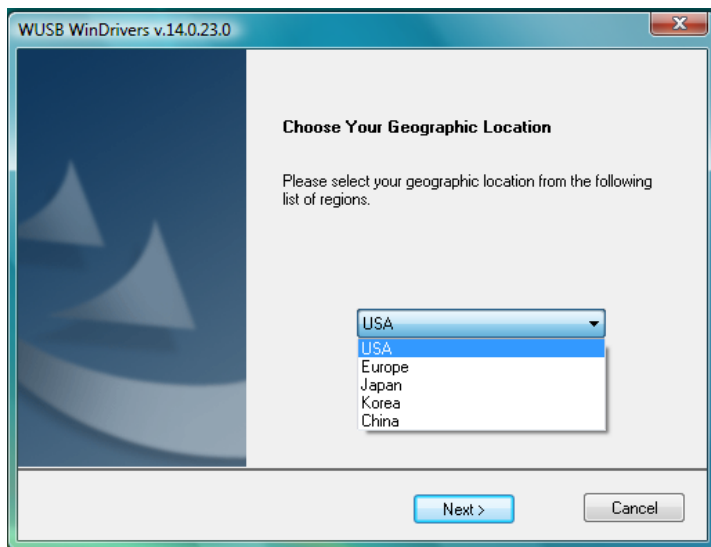 WUSB WinDrivers v.14.0.23.0
Choose Your Geographic Location
Please select your geographic location from the following
list of regions.
USA
USA
Europe
Japan
Korea
China
Next >
Cancel